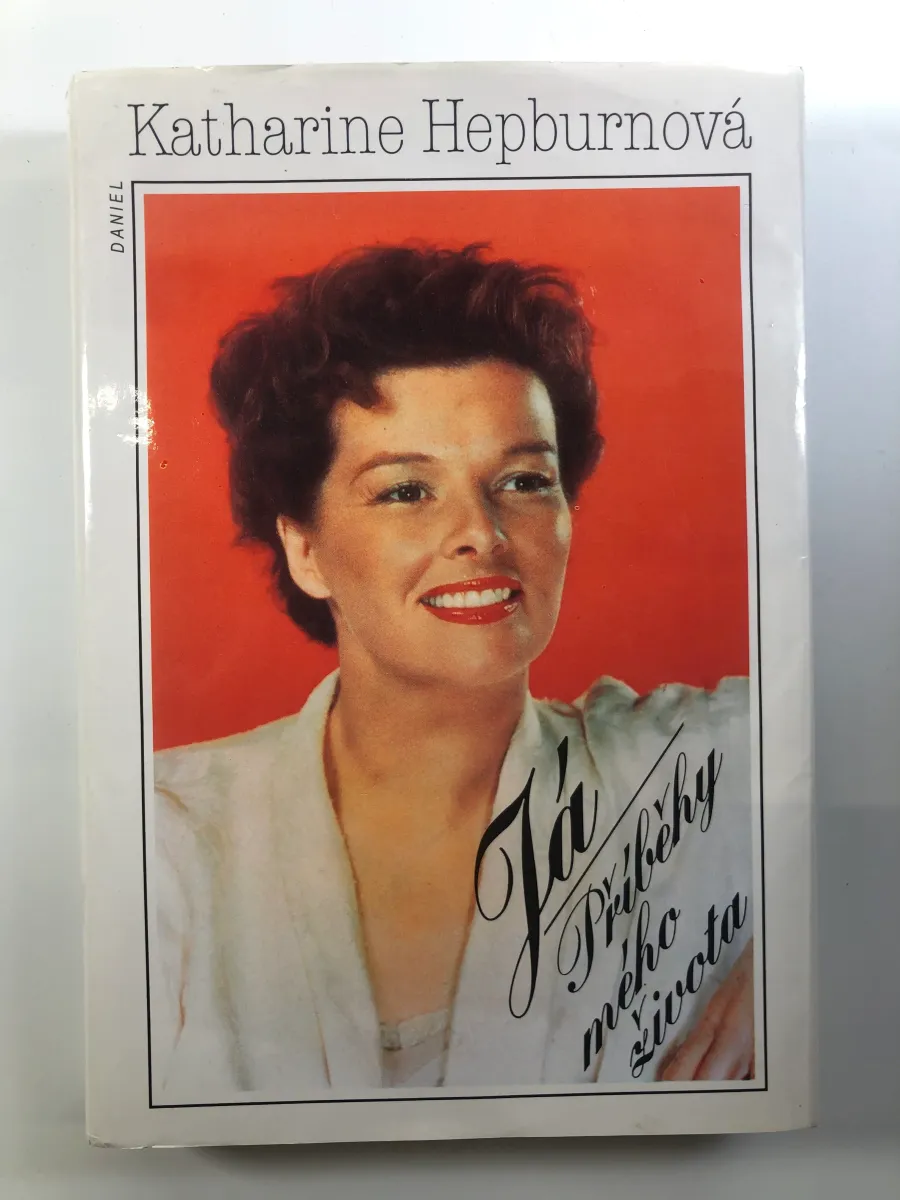 Katharine Hepburnová
DANIEL
Já
Příběhy
mého
života